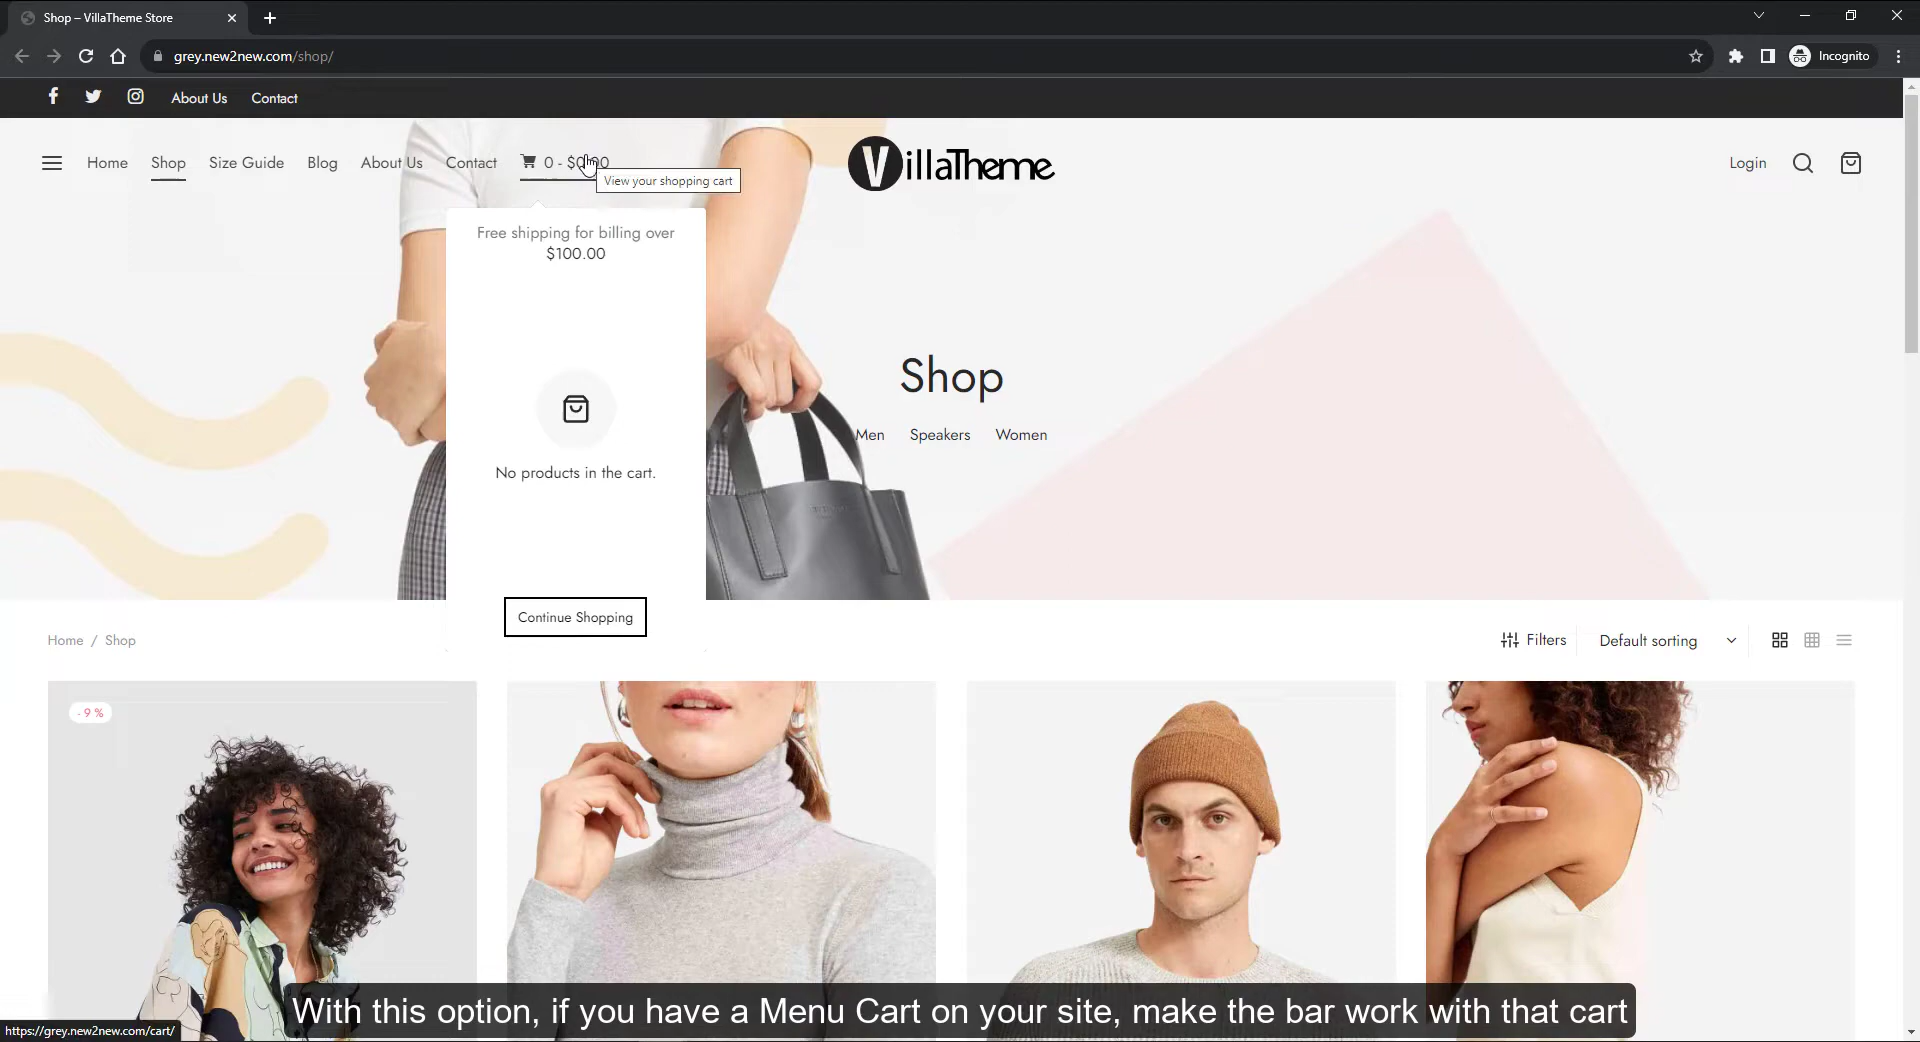 Shop – VillaTheme Store
grey.new2new.com/shop/
Incognito
About Us
Contact
Home
Shop
Size Guide
Blog
About Us
Contact
0 - $0.00
View your shopping cart
VillaTheme
Login
Free shipping for billing over
$100.00
No products in the cart.
Continue Shopping
Shop
Men
Speakers
Women
Home / Shop
Filters
Default sorting
- 9 %
With this option, if you have a Menu Cart on your site, make the bar work with that cart
https://grey.new2new.com/cart/